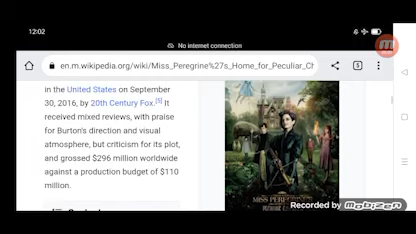 12:02
No internet connection
en.m.wikipedia.org/wiki/Miss_Peregrine%27s_Home_for_Peculiar_Ch
5
in the United States on September
30, 2016, by 20th Century Fox.[5] It
received mixed reviews, with praise
for Burton's direction and visual
atmosphere, but criticism for its plot,
and grossed $296 million worldwide
against a production budget of $110
million.
MISS PEREGRINE'S
Recorded by MOBIZEN